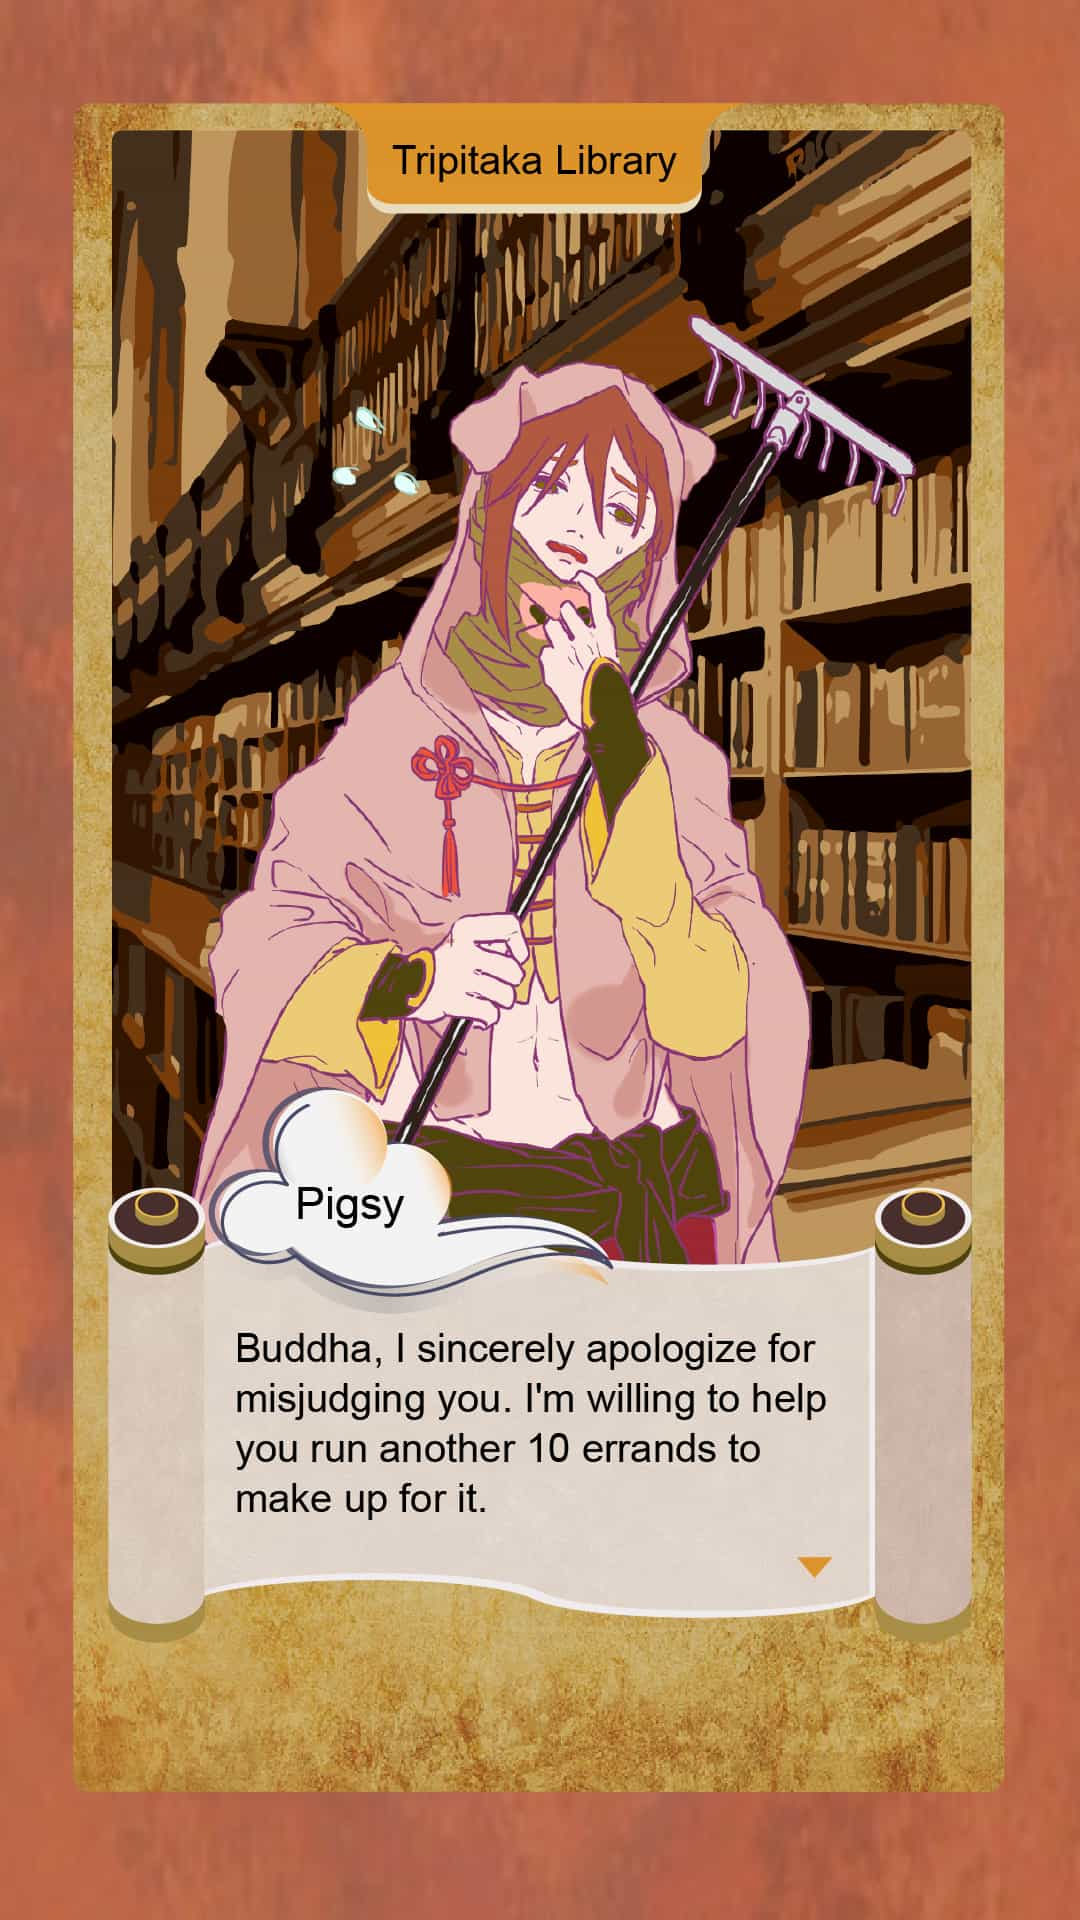 Tripitaka Library
Pigsy
Buddha, I sincerely apologize for
misjudging you. I'm willing to help
you run another 10 errands to
make up for it.